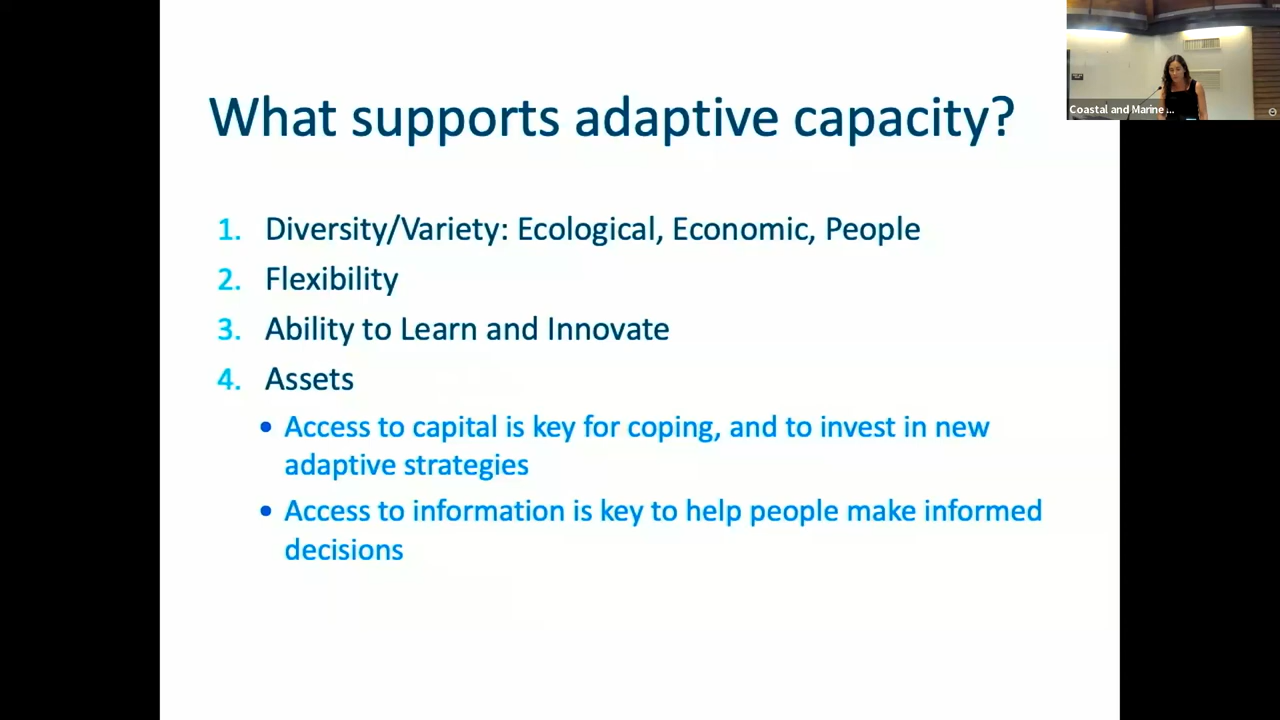 What supports adaptive capacity?
1. Diversity/Variety: Ecological, Economic, People
2. Flexibility
3. Ability to Learn and Innovate
4. Assets
• Access to capital is key for coping, and to invest in new
adaptive strategies
• Access to information is key to help people make informed
decisions
Coastal and Marine ...